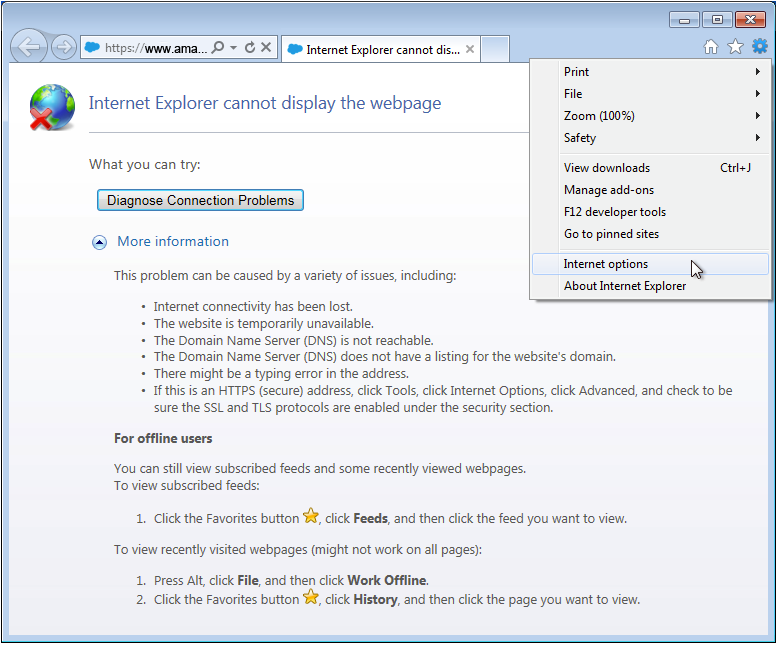 https://www.ama...
Internet Explorer cannot dis...
Internet Explorer cannot display the webpage
Print
File
Zoom (100%)
Safety
View downloads Ctrl+J
Manage add-ons
F12 developer tools
Go to pinned sites
Internet options
About Internet Explorer
What you can try:
Diagnose Connection Problems
More information
This problem can be caused by a variety of issues, including:
• Internet connectivity has been lost.
• The website is temporarily unavailable.
• The Domain Name Server (DNS) is not reachable.
• The Domain Name Server (DNS) does not have a listing for the website's domain.
• There might be a typing error in the address.
• If this is an HTTPS (secure) address, click Tools, click Internet Options, click Advanced, and check to be
sure the SSL and TLS protocols are enabled under the security section.
For offline users
You can still view subscribed feeds and some recently viewed webpages.
To view subscribed feeds:
1. Click the Favorites button , click Feeds, and then click the feed you want to view.
To view recently visited webpages (might not work on all pages):
1. Press Alt, click File, and then click Work Offline.
2. Click the Favorites button , click History, and then click the page you want to view.